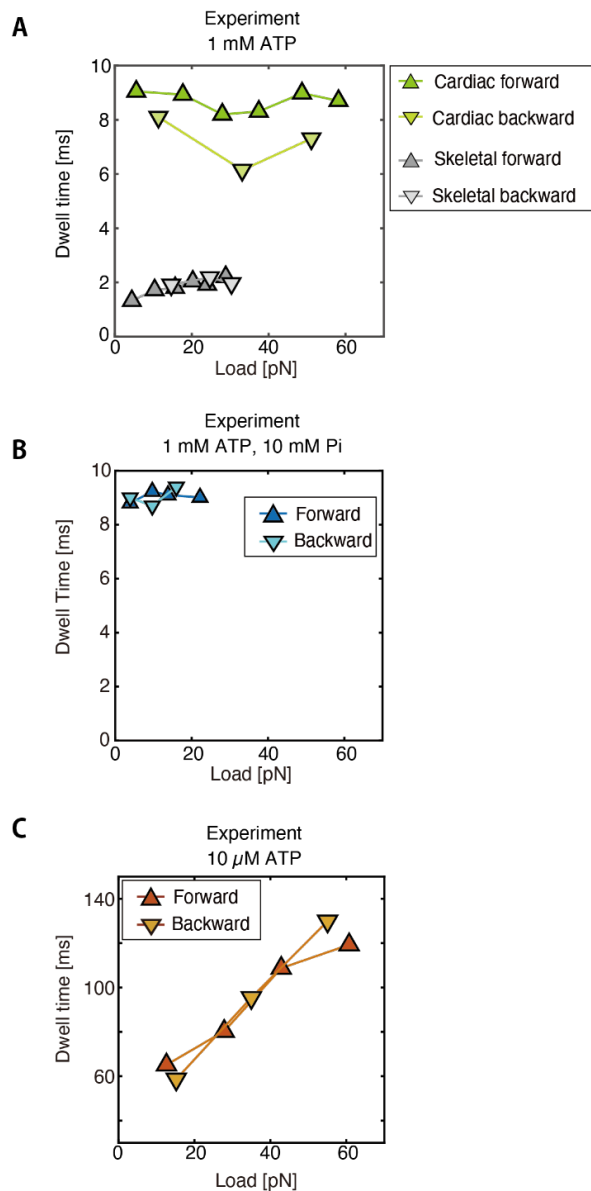 A
Experiment
1 mM ATP
Dwell time [ms]
10
8
6
4
2
0
0 20 40 60
Load [pN]
Cardiac forward
Cardiac backward
Skeletal forward
Skeletal backward
B
Experiment
1 mM ATP, 10 mM Pi
Dwell Time [ms]
10
8
6
4
2
0
0 20 40 60
Load [pN]
Forward
Backward
C
Experiment
10 µM ATP
Dwell time [ms]
140
100
60
0 20 40 60
Load [pN]
Forward
Backward